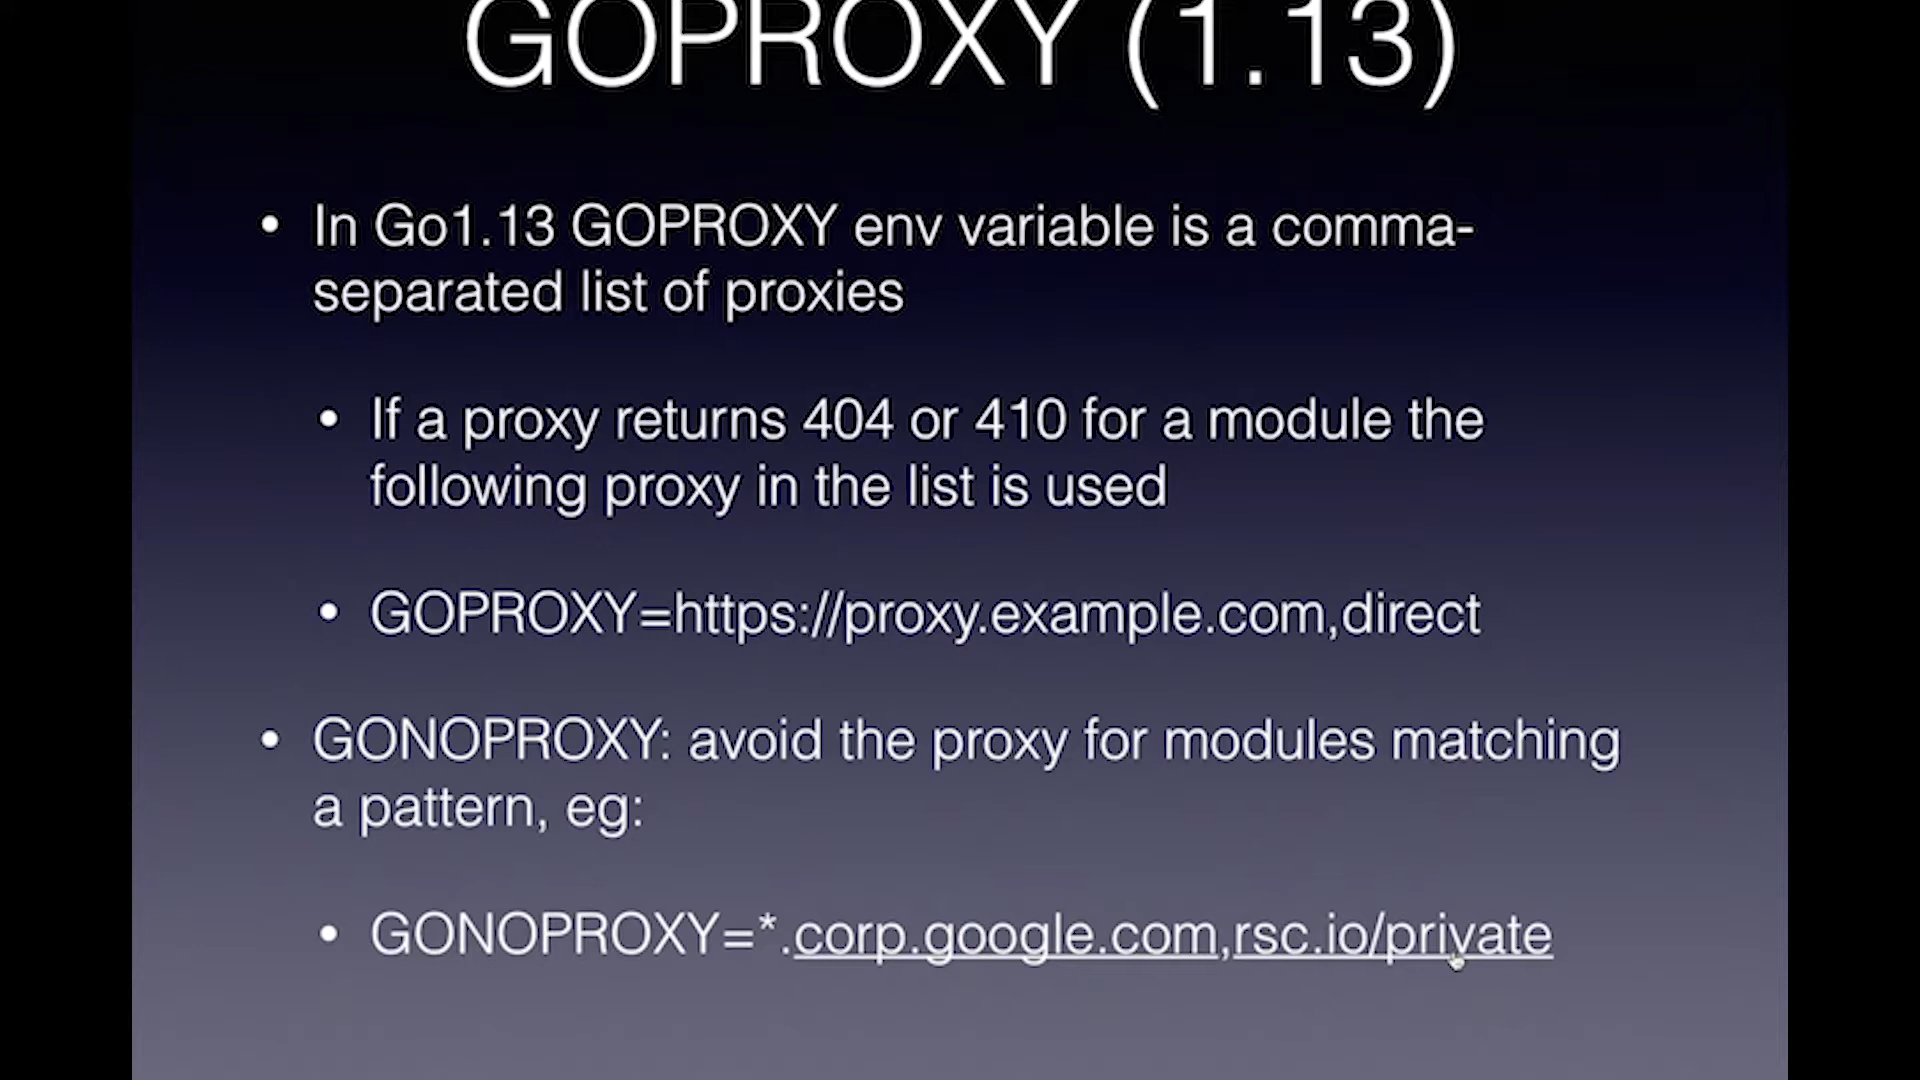 GOPROXY (1.13)
• In Go1.13 GOPROXY env variable is a comma-
separated list of proxies
• If a proxy returns 404 or 410 for a module the
following proxy in the list is used
• GOPROXY=https://proxy.example.com,direct
• GONOPROXY: avoid the proxy for modules matching
a pattern, eg:
• GONOPROXY=*.corp.google.com,rsc.io/private